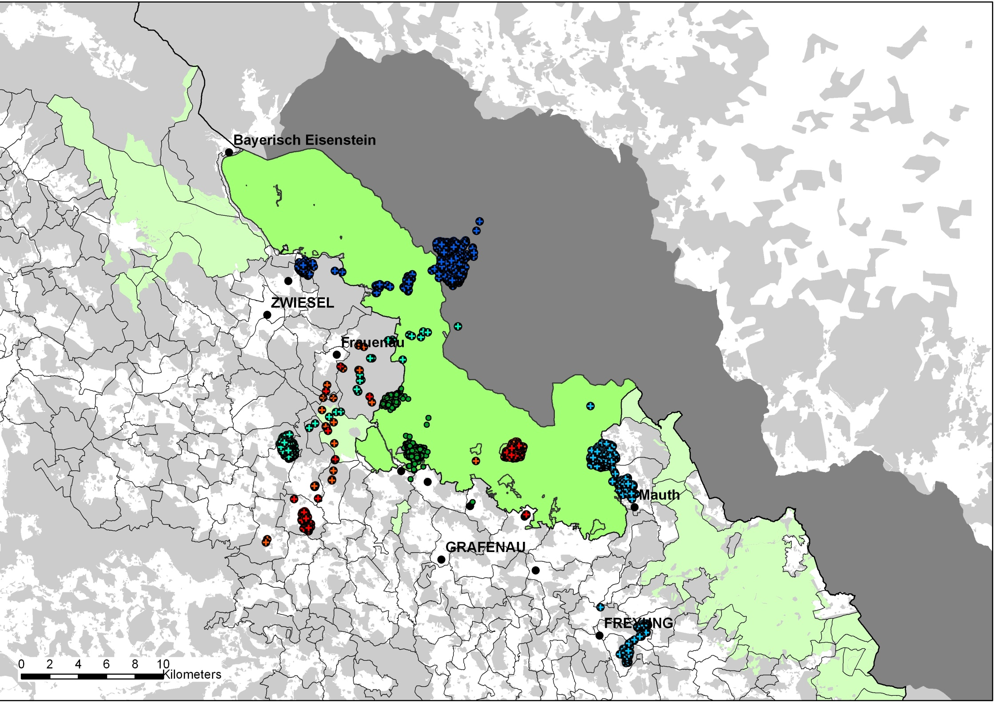 Bayerisch Eisenstein
ZWIESEL
Frauenau
Mauth
GRAFENAU
FREYUNG
0 2 4 6 8 10
Kilometers